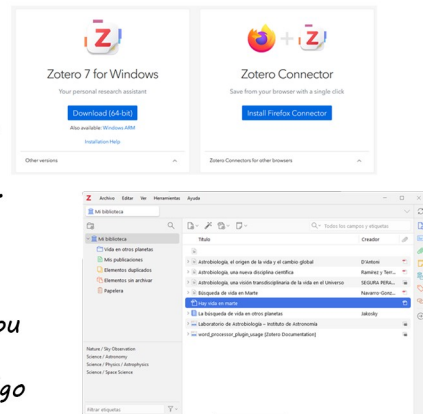 Zotero 7 for Windows
Your personal research assistant
Download (64-bit)
Also available: Windows ARM
Installation Help
Other versions
Zotero Connector
Save from your browser with a single click
Install Firefox Connector
Zotero Connectors for other browsers
Z Archivo Editar Ver Herramientas Ayuda
Mi biblioteca
Todos los campos y etiquetas
Mi biblioteca
Vida en otros planetas
Mis publicaciones
Elementos duplicados
Elementos sin archivar
Papelera
Título Creador
Astrobiología, el origen de la vida y el cambio global D'Antoni
Astrobiología, una nueva disciplina científica Ramírez y Terr...
Astrobiología, una visión transdisciplinaria de la vida en el Universo SEGURA PERA...
Búsqueda de vida en Marte Navarro-Gonz...
Hay vida en marte
La búsqueda de vida en otros planetas Jakosky
Laboratorio de Astrobiología – Instituto de Astronomía
word_processor_plugin_usage [Zotero Documentation]
ou
go
Nature / Sky Observation
Science / Astronomy
Science / Physics / Astrophysics
Science / Space Science
Filtrar etiquetas